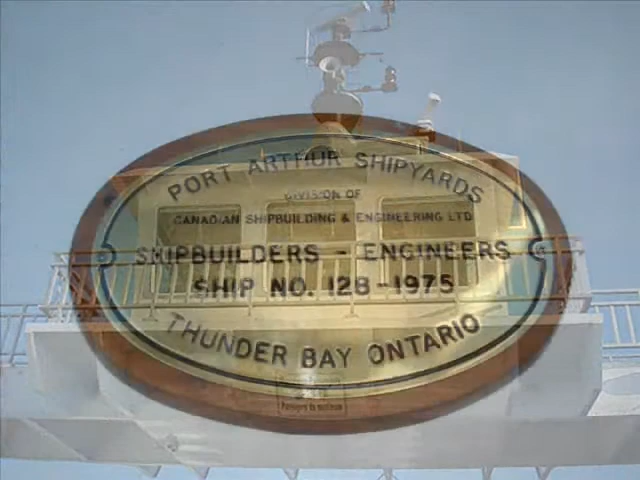 PORT ARTHUR SHIPYARDS
DIVISION OF
CANADIAN SHIPBUILDING & ENGINEERING LTD
SHIPBUILDERS - ENGINEERS
SHIP NO. 128-1975
THUNDER BAY ONTARIO